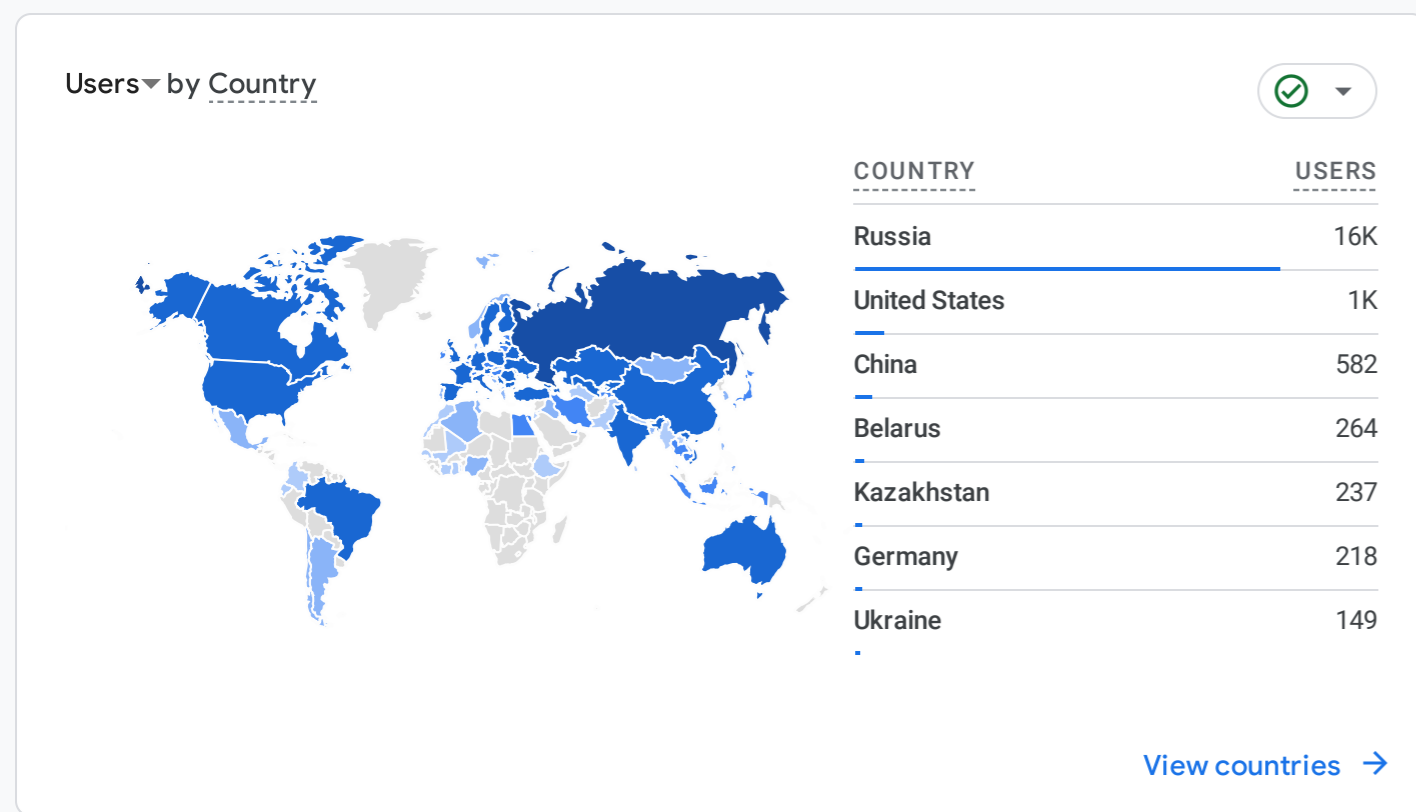 Users by Country
COUNTRY USERS
Russia 16K
United States 1K
China 582
Belarus 264
Kazakhstan 237
Germany 218
Ukraine 149
View countries